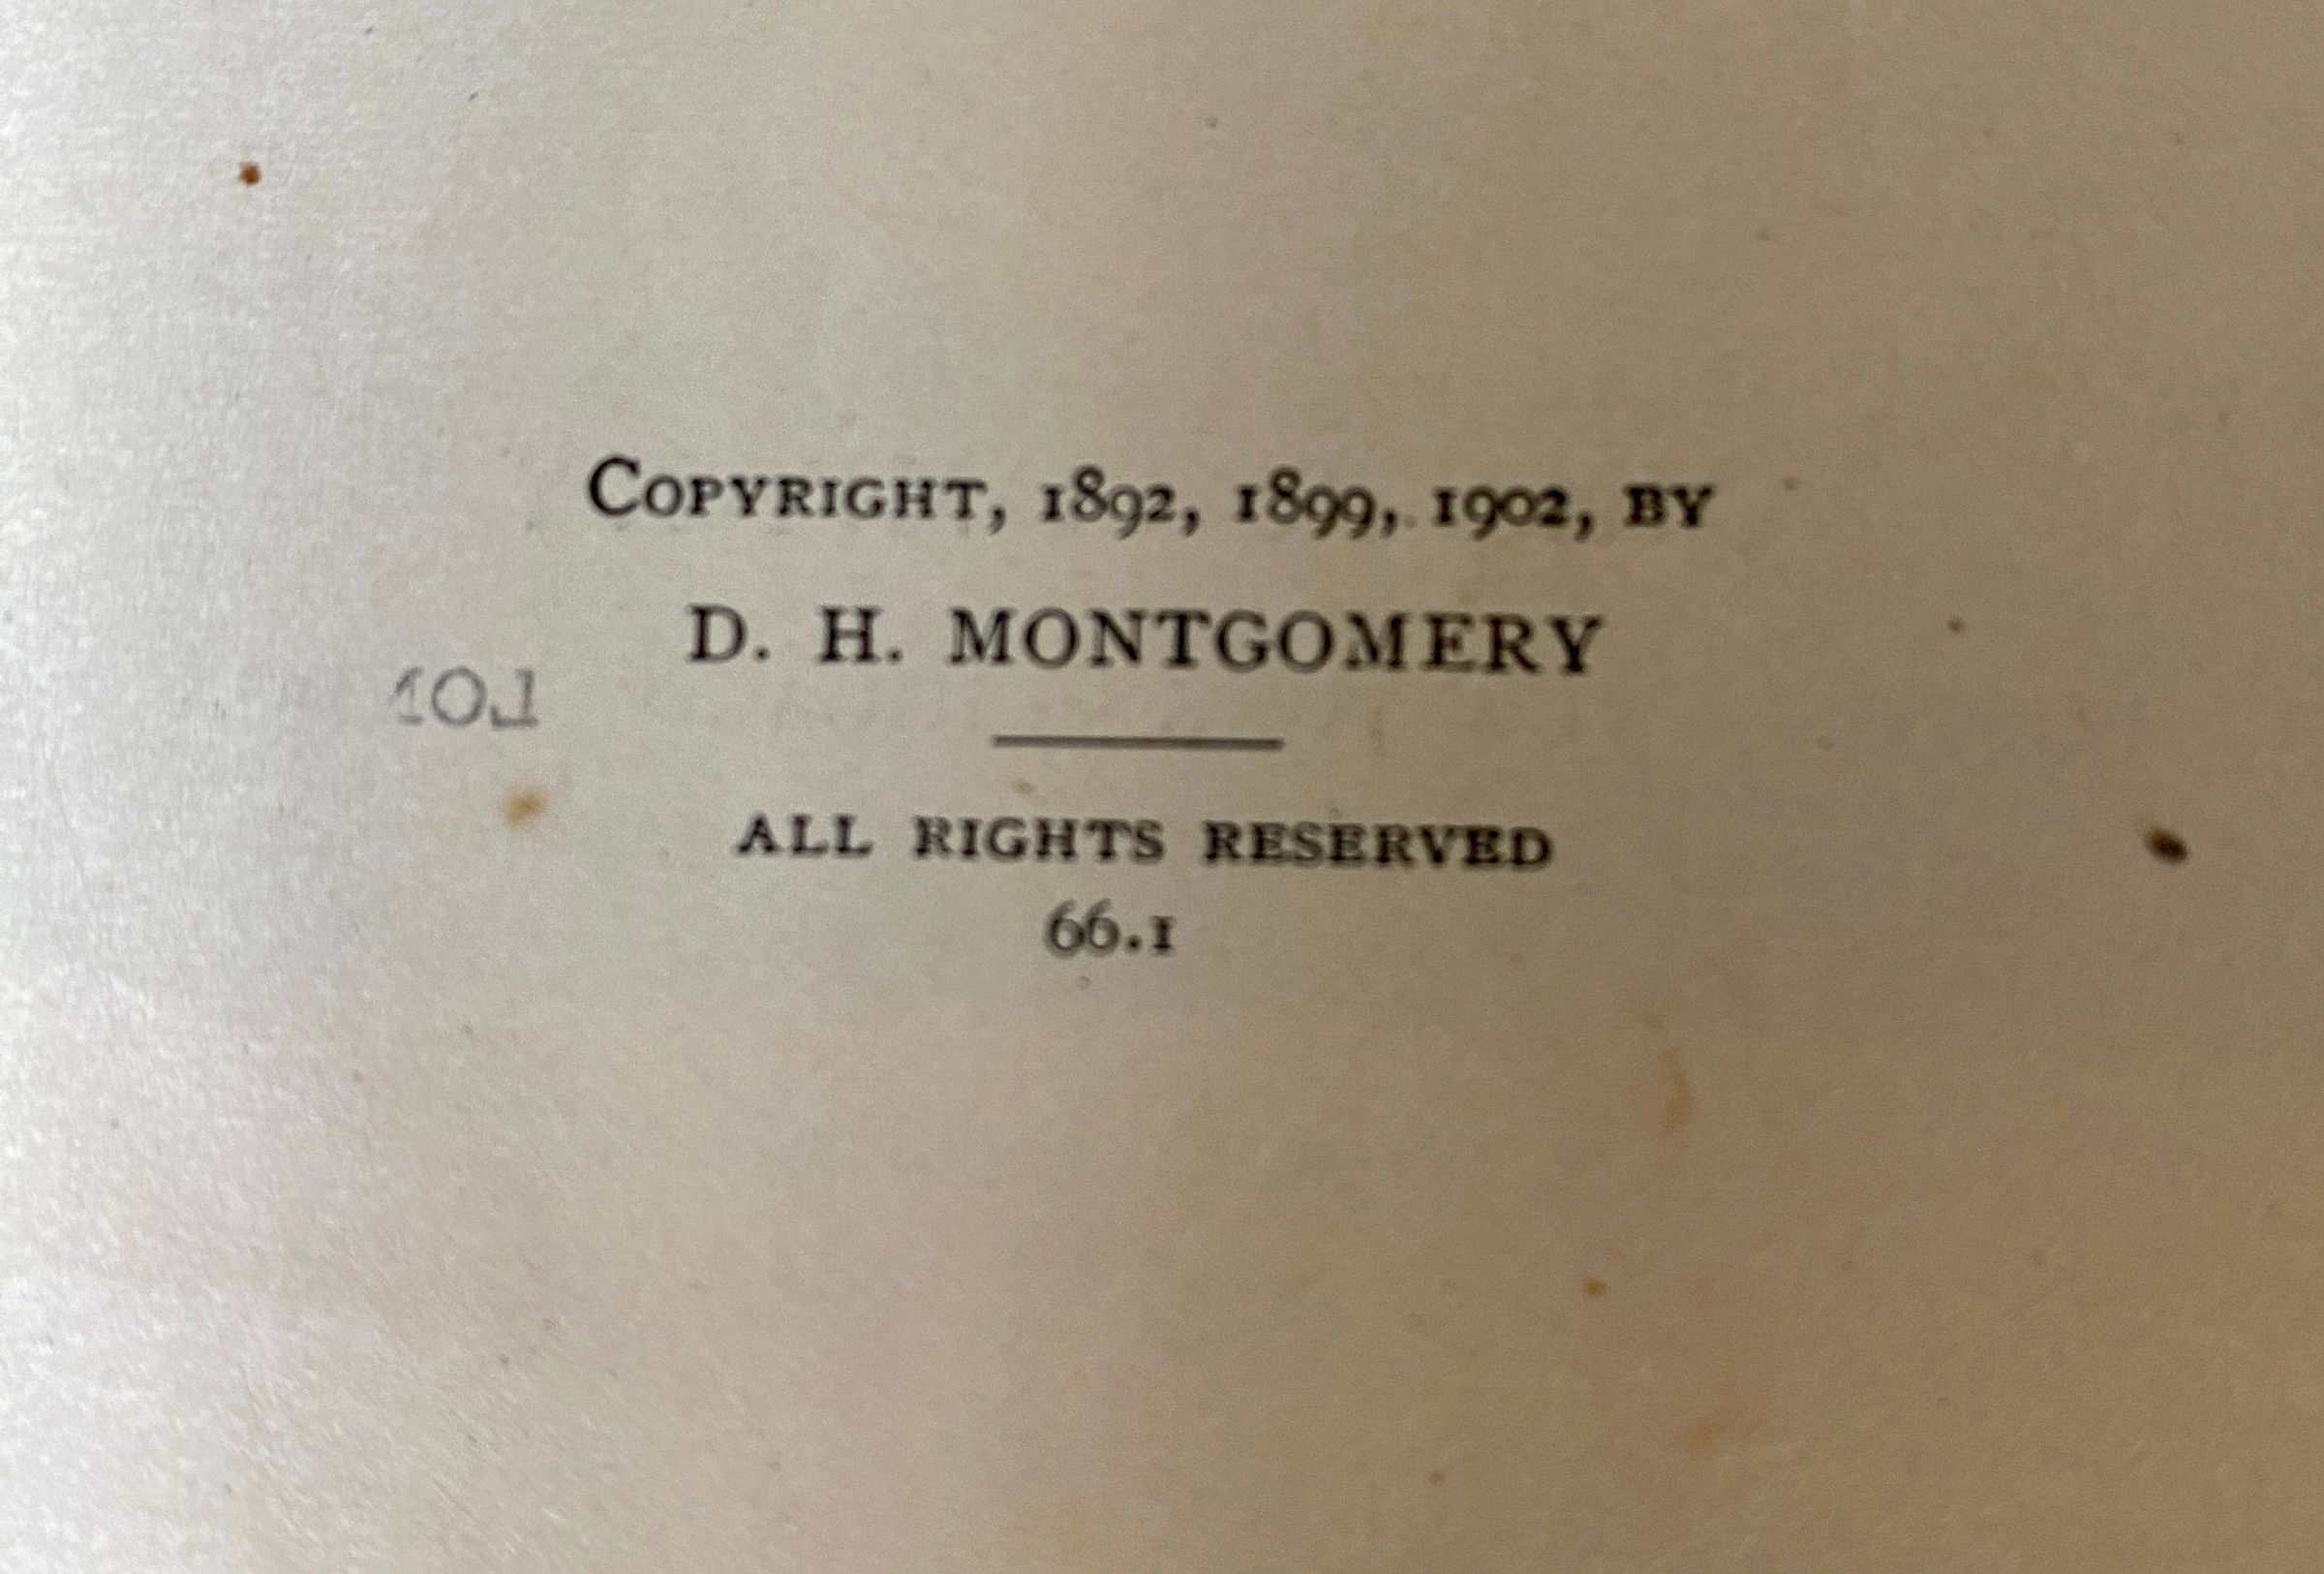 COPYRIGHT, 1892, 1899, 1902, BY
D. H. MONTGOMERY
ALL RIGHTS RESERVED
66.1